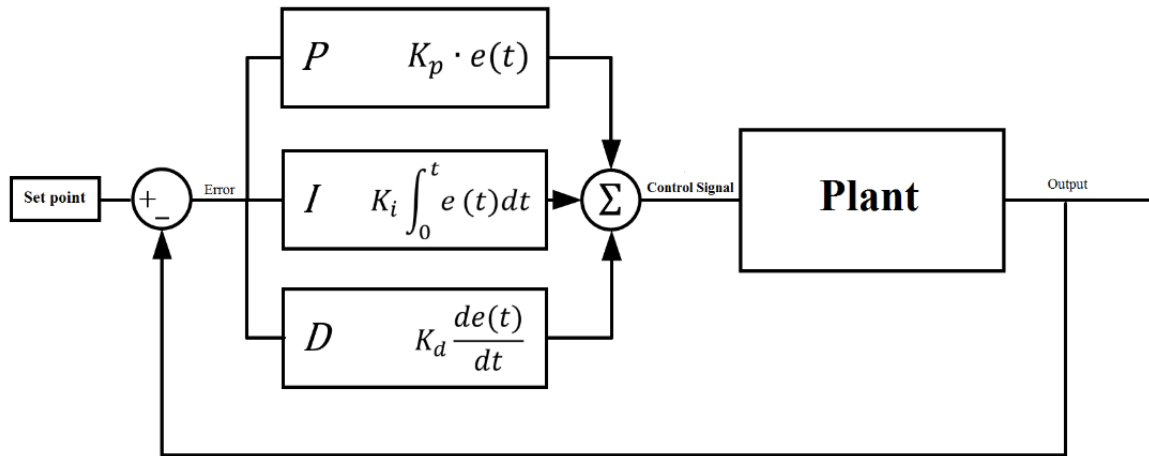 P K_p · e(t)
Set point
+
−
Error
I K_i ∫_0^t e (t)dt
Σ
Control Signal
Plant
Output
D K_d de(t)/dt